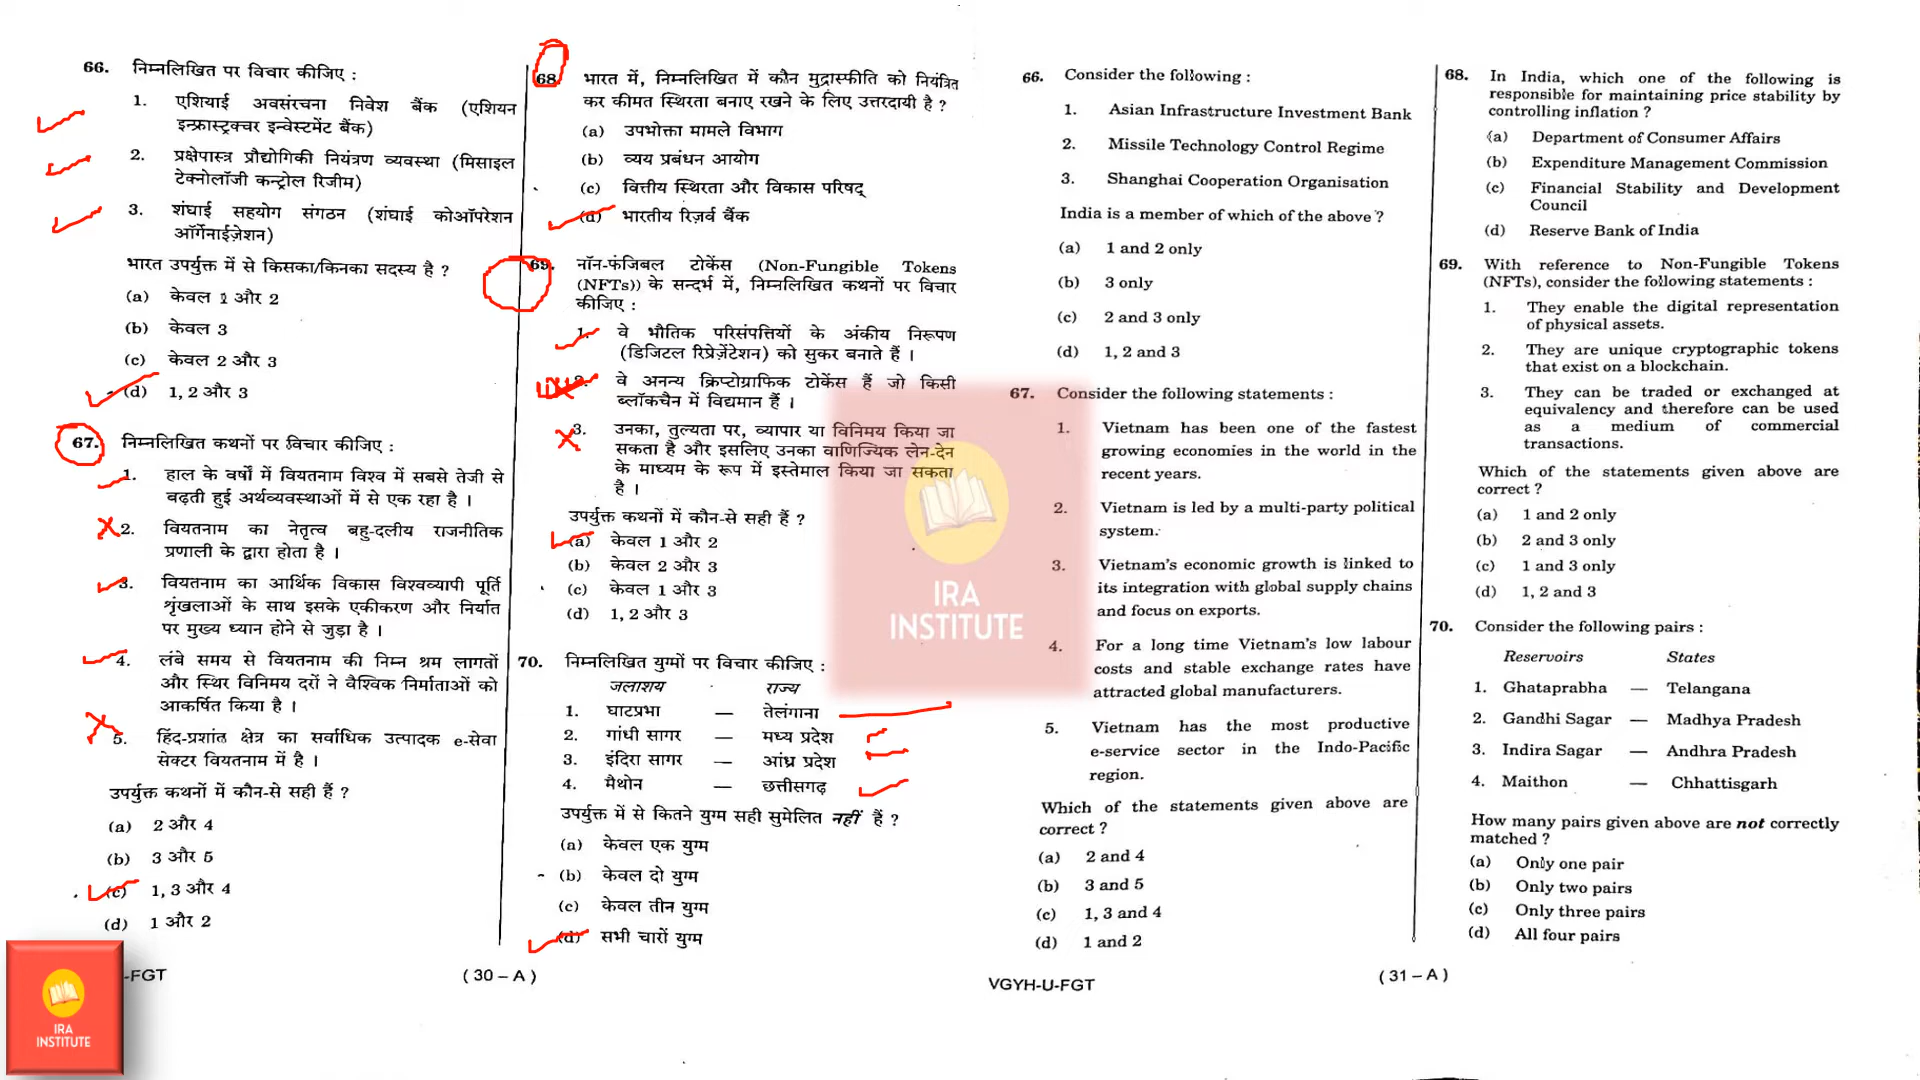 66. निम्नलिखित पर विचार कीजिए :
1. एशियाई अवसंरचना निवेश बैंक (एशियन
इन्फ्रास्ट्रक्चर इन्वेस्टमेंट बैंक)
2. प्रक्षेपास्त्र प्रौद्योगिकी नियंत्रण व्यवस्था (मिसाइल
टेक्नोलॉजी कन्ट्रोल रिजीम)
3. शंघाई सहयोग संगठन (शंघाई कोऑपरेशन
ऑर्गेनाईज़ेशन)
भारत उपर्युक्त में से किसका/किनका सदस्य है ?
(a) केवल 1 और 2
(b) केवल 3
(c) केवल 2 और 3
(d) 1, 2 और 3
67. निम्नलिखित कथनों पर विचार कीजिए :
1. हाल के वर्षों में वियतनाम विश्व में सबसे तेजी से
बढ़ती हुई अर्थव्यवस्थाओं में से एक रहा है ।
2. वियतनाम का नेतृत्व बहु-दलीय राजनीतिक
प्रणाली के द्वारा होता है ।
3. वियतनाम का आर्थिक विकास विश्वव्यापी पूर्ति
शृंखलाओं के साथ इसके एकीकरण और निर्यात
पर मुख्य ध्यान होने से जुड़ा है ।
4. लंबे समय से वियतनाम की निम्न श्रम लागतों
और स्थिर विनिमय दरों ने वैश्विक निर्माताओं को
आकर्षित किया है ।
5. हिंद-प्रशांत क्षेत्र का सर्वाधिक उत्पादक e-सेवा
सेक्टर वियतनाम में है ।
उपर्युक्त कथनों में कौन-से सही हैं ?
(a) 2 और 4
(b) 3 और 5
(c) 1, 3 और 4
(d) 1 और 2
-FGT
(30 – A)
68. भारत में, निम्नलिखित में कौन मुद्रास्फीति को नियंत्रित
कर कीमत स्थिरता बनाए रखने के लिए उत्तरदायी है ?
(a) उपभोक्ता मामले विभाग
(b) व्यय प्रबंधन आयोग
(c) वित्तीय स्थिरता और विकास परिषद्
(d) भारतीय रिज़र्व बैंक
69. नॉन-फंजिबल टोकेंस (Non-Fungible Tokens
(NFTs)) के सन्दर्भ में, निम्नलिखित कथनों पर विचार
कीजिए :
1. वे भौतिक परिसंपत्तियों के अंकीय निरूपण
(डिजिटल रिप्रेज़ेंटेशन) को सुकर बनाते हैं ।
2. वे अनन्य क्रिप्टोग्राफिक टोकेंस हैं जो किसी
ब्लॉकचैन में विद्यमान हैं ।
3. उनका, तुल्यता पर, व्यापार या विनिमय किया जा
सकता है और इसलिए उनका वाणिज्यिक लेन-देन
के माध्यम के रूप में इस्तेमाल किया जा सकता
है ।
उपर्युक्त कथनों में कौन-से सही हैं ?
(a) केवल 1 और 2
(b) केवल 2 और 3
(c) केवल 1 और 3
(d) 1, 2 और 3
70. निम्नलिखित युग्मों पर विचार कीजिए :
जलाशय राज्य
1. घाटप्रभा — तेलंगाना
2. गांधी सागर — मध्य प्रदेश
3. इंदिरा सागर — आंध्र प्रदेश
4. मैथोन — छत्तीसगढ़
उपर्युक्त में से कितने युग्म सही सुमेलित नहीं हैं ?
(a) केवल एक युग्म
(b) केवल दो युग्म
(c) केवल तीन युग्म
(d) सभी चारों युग्म
66. Consider the following :
1. Asian Infrastructure Investment Bank
2. Missile Technology Control Regime
3. Shanghai Cooperation Organisation
India is a member of which of the above ?
(a) 1 and 2 only
(b) 3 only
(c) 2 and 3 only
(d) 1, 2 and 3
67. Consider the following statements :
1. Vietnam has been one of the fastest
growing economies in the world in the
recent years.
2. Vietnam is led by a multi-party political
system.
3. Vietnam's economic growth is linked to
its integration with global supply chains
and focus on exports.
4. For a long time Vietnam's low labour
costs and stable exchange rates have
attracted global manufacturers.
5. Vietnam has the most productive
e-service sector in the Indo-Pacific
region.
Which of the statements given above are
correct ?
(a) 2 and 4
(b) 3 and 5
(c) 1, 3 and 4
(d) 1 and 2
VGYH-U-FGT
(31 – A)
68. In India, which one of the following is
responsible for maintaining price stability by
controlling inflation ?
(a) Department of Consumer Affairs
(b) Expenditure Management Commission
(c) Financial Stability and Development
Council
(d) Reserve Bank of India
69. With reference to Non-Fungible Tokens
(NFTs), consider the following statements :
1. They enable the digital representation
of physical assets.
2. They are unique cryptographic tokens
that exist on a blockchain.
3. They can be traded or exchanged at
equivalency and therefore can be used
as a medium of commercial
transactions.
Which of the statements given above are
correct ?
(a) 1 and 2 only
(b) 2 and 3 only
(c) 1 and 3 only
(d) 1, 2 and 3
70. Consider the following pairs :
Reservoirs States
1. Ghataprabha — Telangana
2. Gandhi Sagar — Madhya Pradesh
3. Indira Sagar — Andhra Pradesh
4. Maithon — Chhattisgarh
How many pairs given above are not correctly
matched ?
(a) Only one pair
(b) Only two pairs
(c) Only three pairs
(d) All four pairs
IRA
INSTITUTE
IRA
INSTITUTE